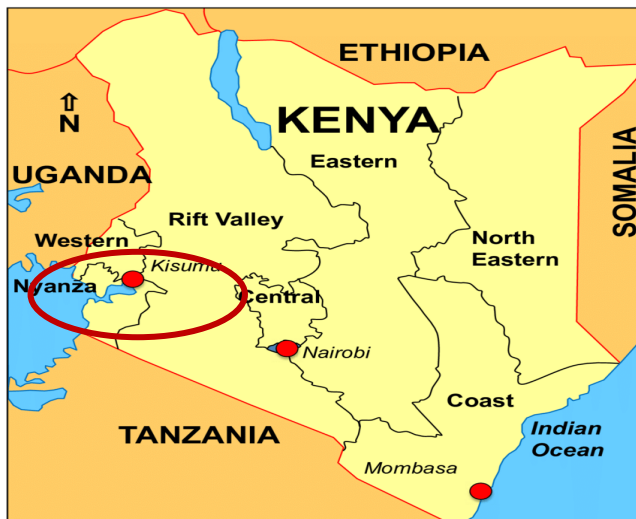 ETHIOPIA
KENYA
N
Eastern
UGANDA
SOMALIA
Rift Valley
Western
North
Eastern
Kisumu
Nyanza
Central
Nairobi
Coast
Indian
Ocean
TANZANIA
Mombasa